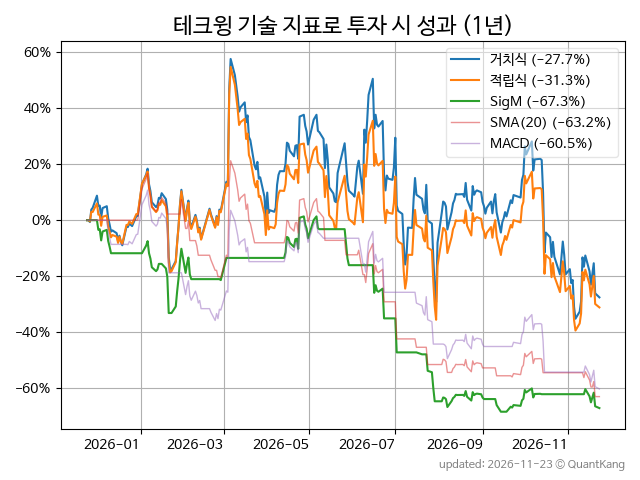 테크윙 기술 지표로 투자 시 성과 (1년)
60%
40%
20%
0%
−20%
−40%
−60%
거치식 (−27.7%)
적립식 (−31.3%)
SigM (−67.3%)
SMA(20) (−63.2%)
MACD (−60.5%)
2026-01
2026-03
2026-05
2026-07
2026-09
2026-11
updated: 2026-11-23 ⓒ QuantKang